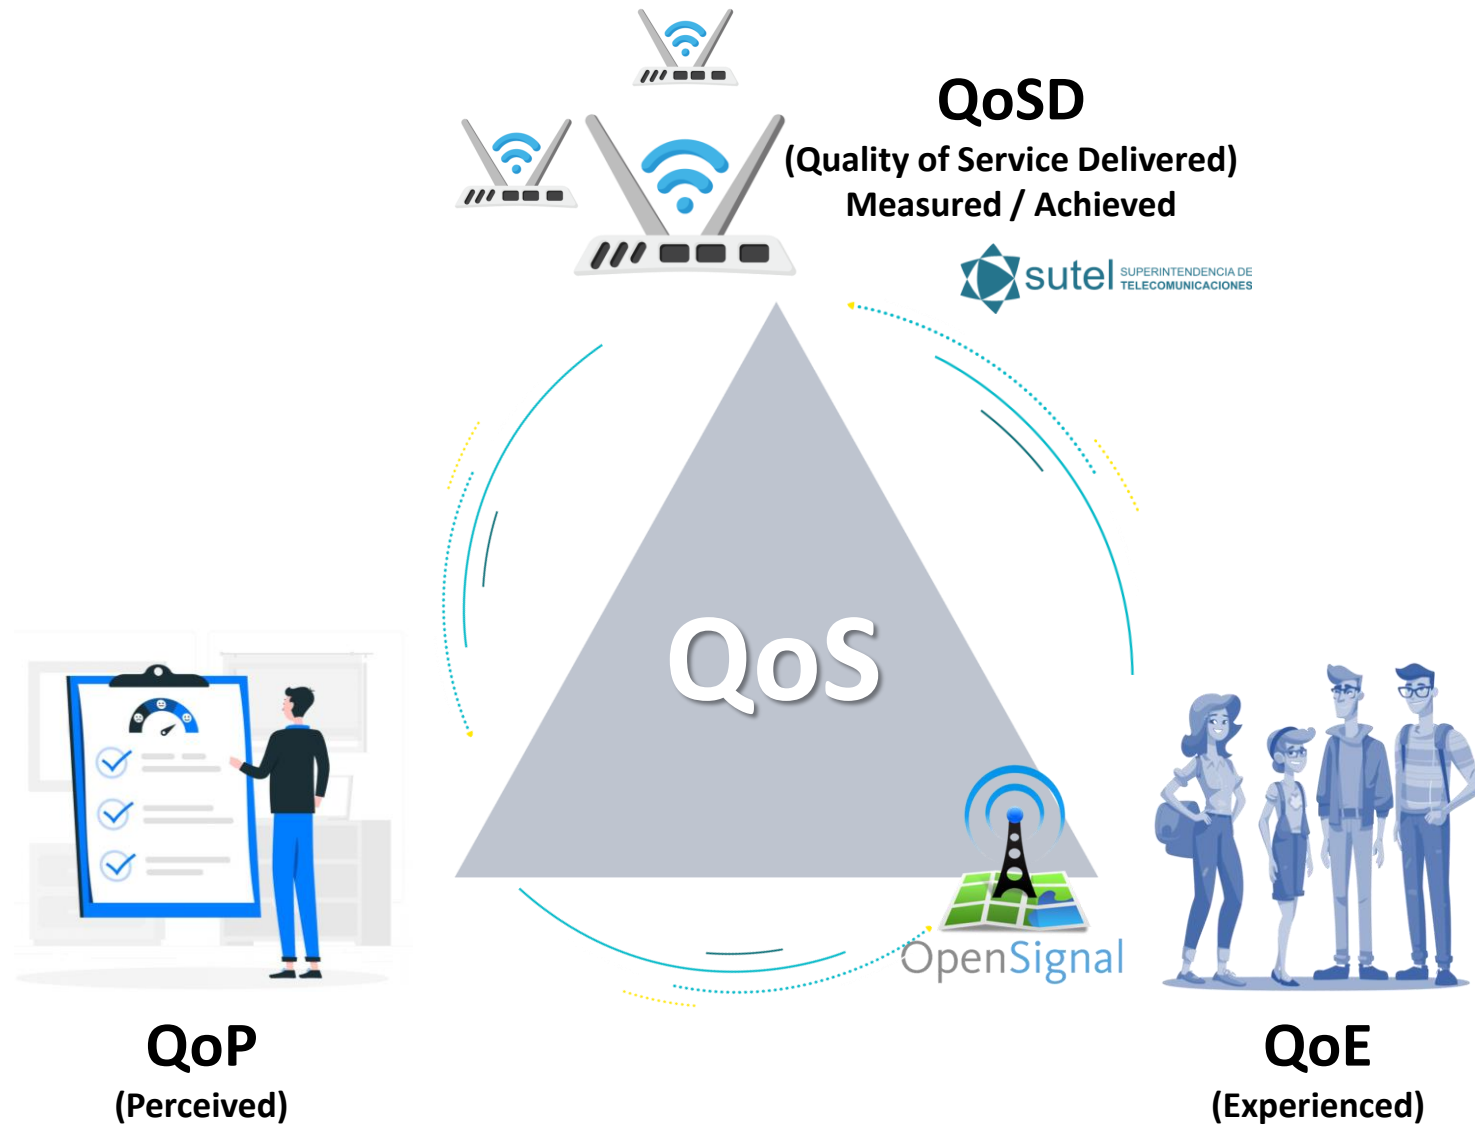 QoSD
(Quality of Service Delivered)
Measured / Achieved
sutel SUPERINTENDENCIA DE
TELECOMUNICACIONES
QoS
OpenSignal
QoP
(Perceived)
QoE
(Experienced)